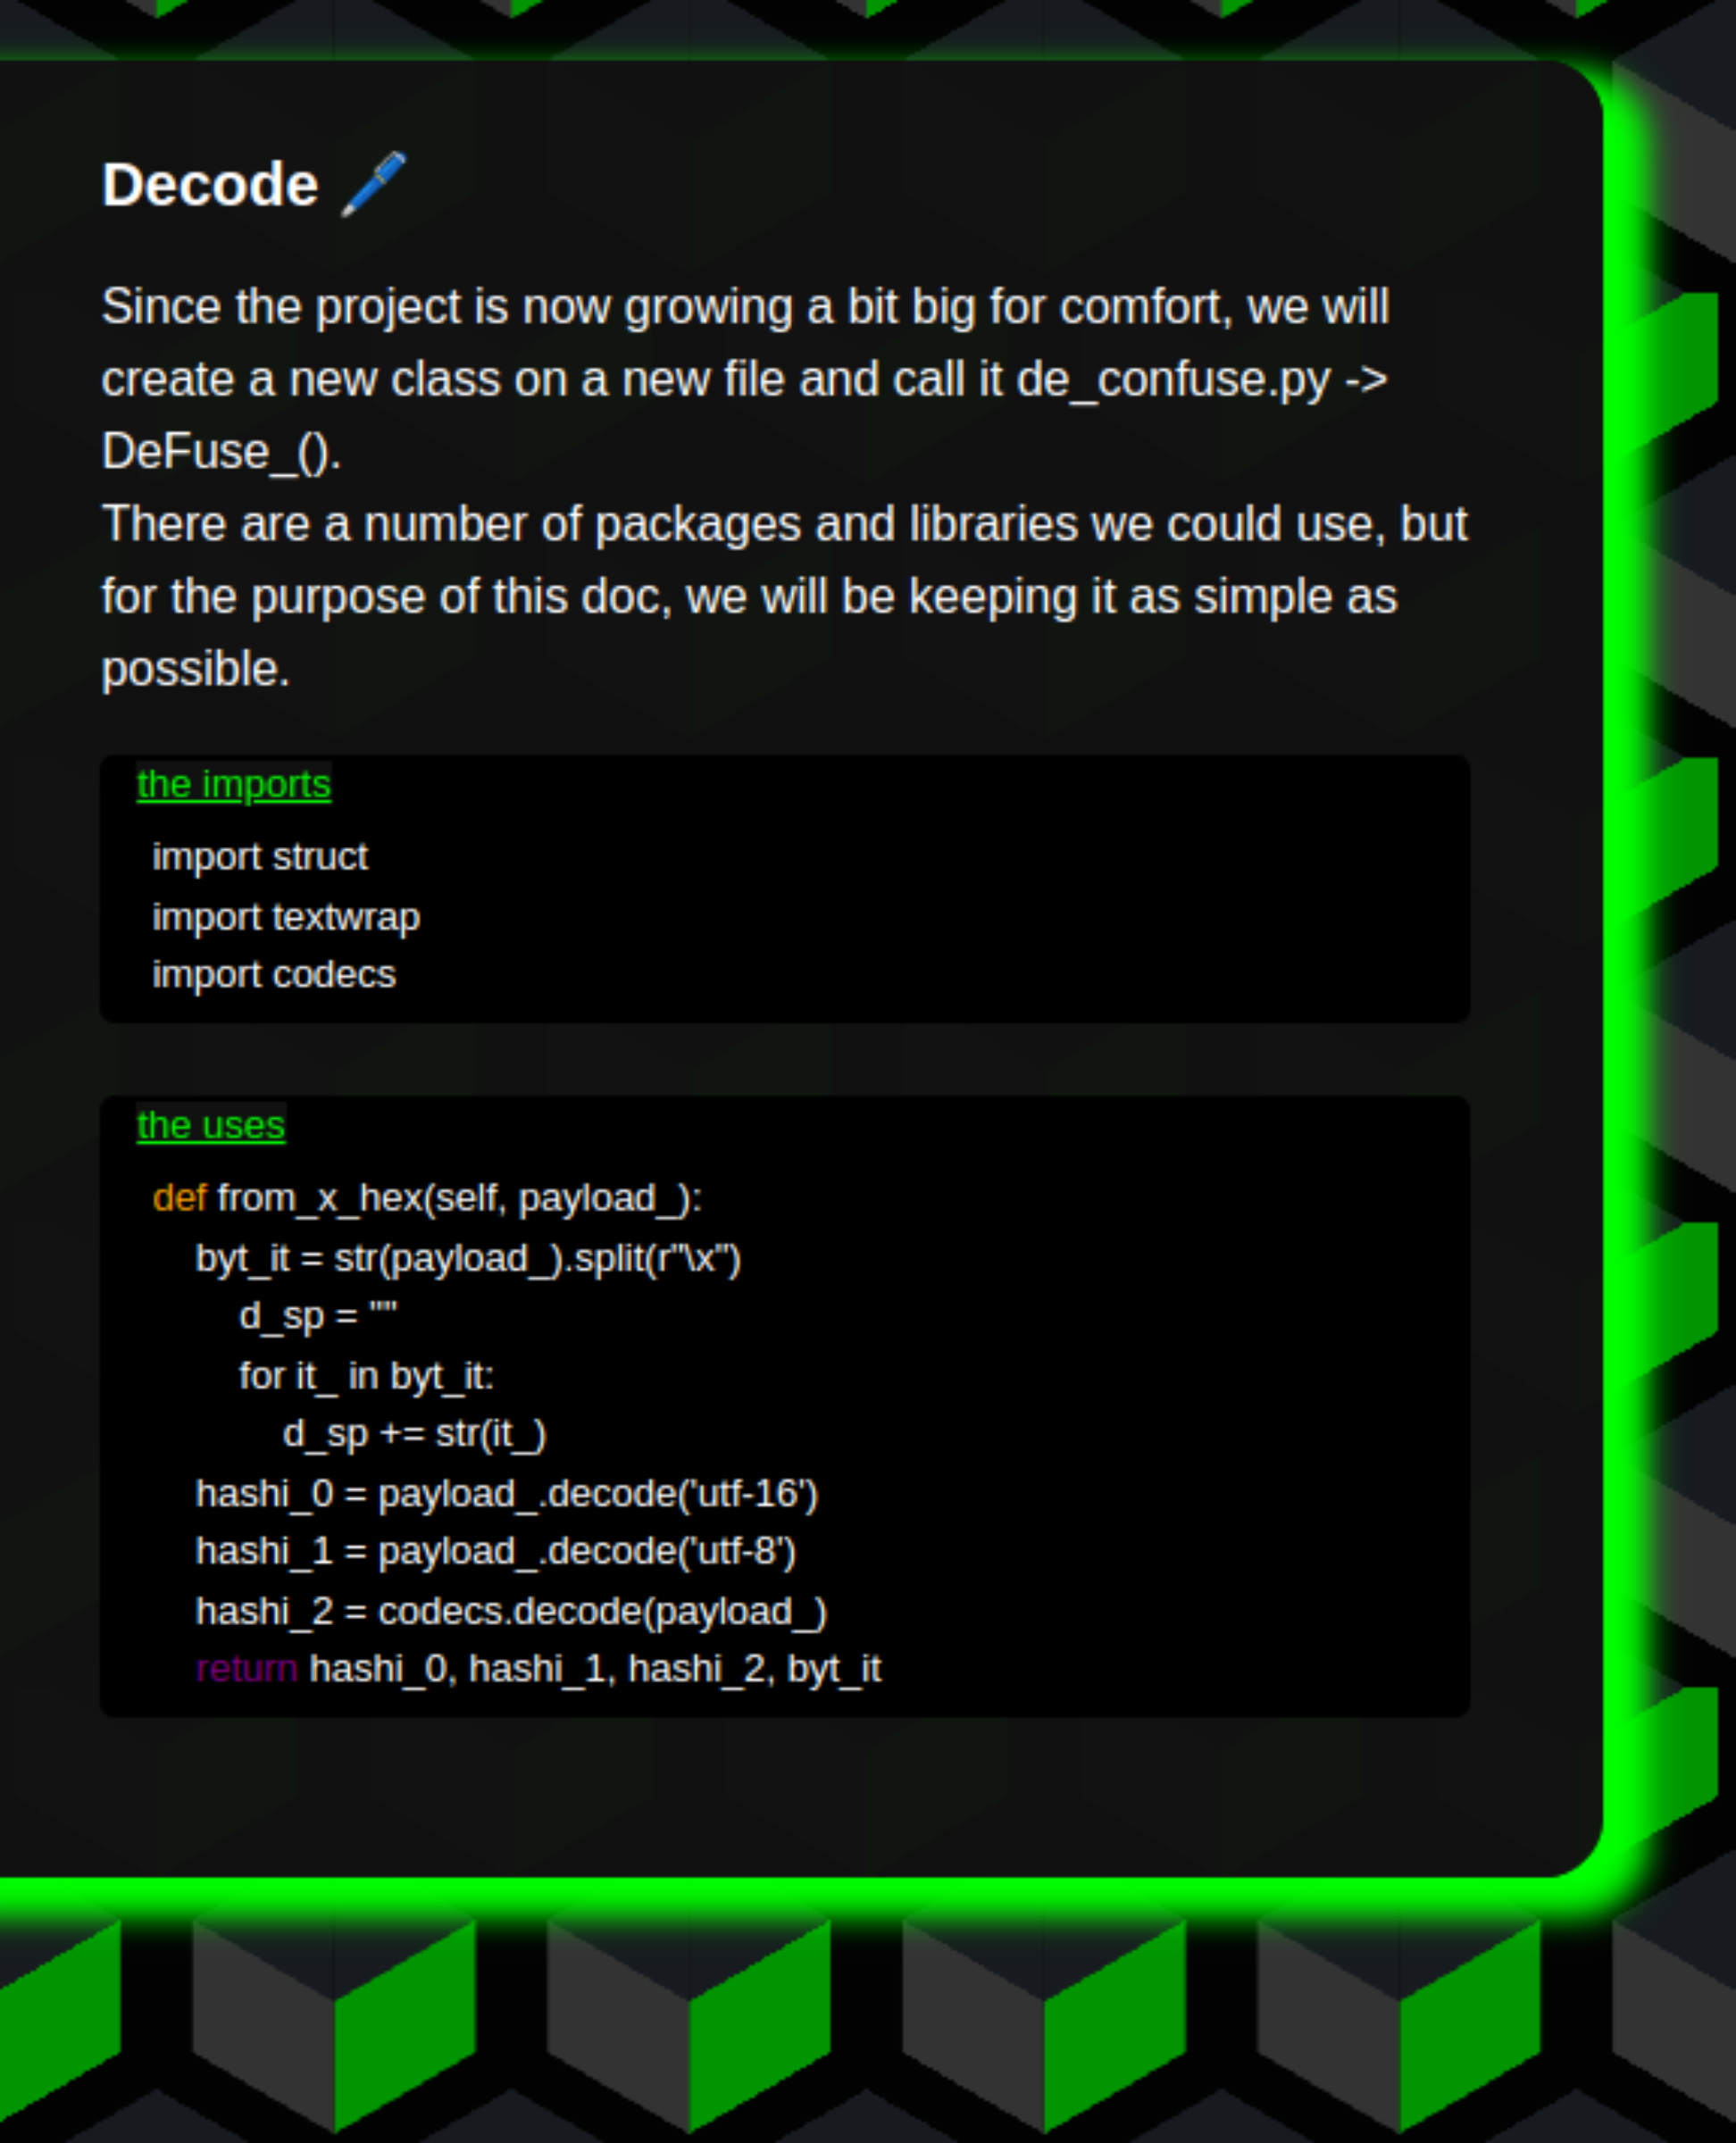 Decode 🖊️
Since the project is now growing a bit big for comfort, we will
create a new class on a new file and call it de_confuse.py ->
DeFuse_().
There are a number of packages and libraries we could use, but
for the purpose of this doc, we will be keeping it as simple as
possible.
the imports
import struct
import textwrap
import codecs
the uses
def from_x_hex(self, payload_):
byt_it = str(payload_).split(r"\x")
d_sp = ""
for it_ in byt_it:
d_sp += str(it_)
hashi_0 = payload_.decode('utf-16')
hashi_1 = payload_.decode('utf-8')
hashi_2 = codecs.decode(payload_)
return hashi_0, hashi_1, hashi_2, byt_it